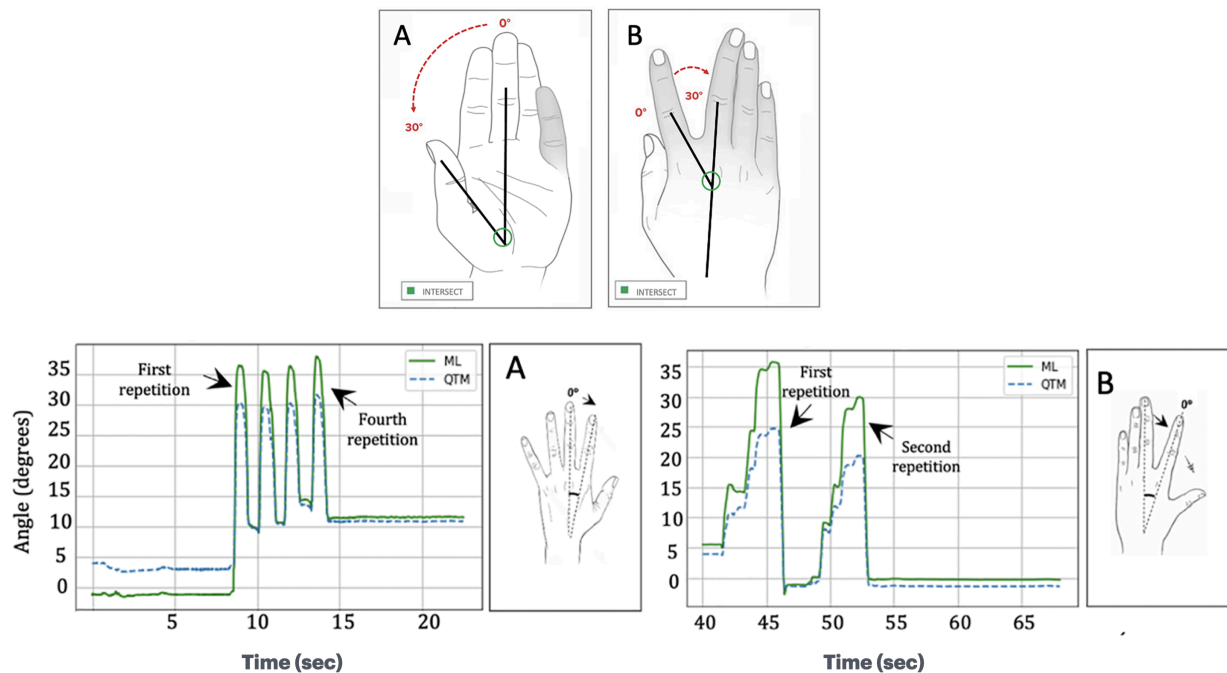 A
0°
30°
INTERSECT
B
0°
30°
INTERSECT
Angle (degrees)
35
30
25
20
15
10
5
0
First
repetition
Fourth
repetition
ML
QTM
5
10
15
20
Time (sec)
A
0°
35
30
25
20
15
10
5
0
First
repetition
Second
repetition
ML
QTM
40
45
50
55
60
65
Time (sec)
B
0°